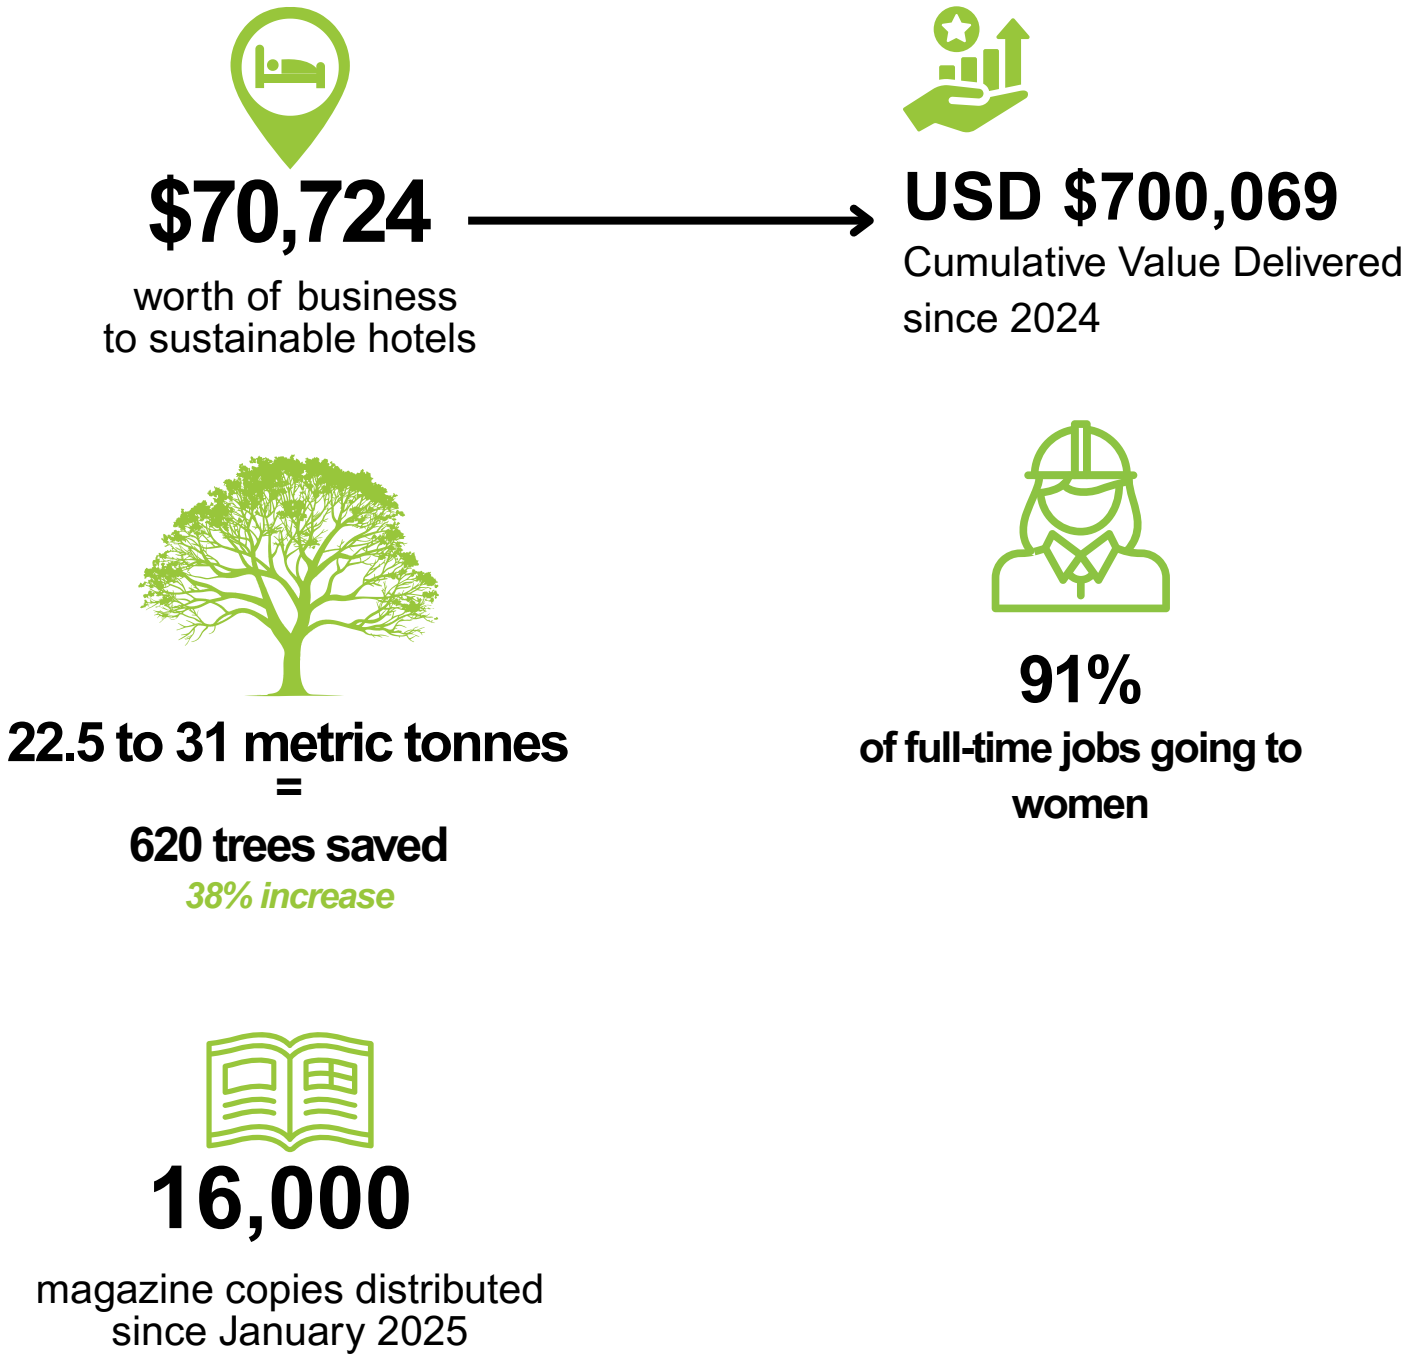 $70,724
worth of business
to sustainable hotels
USD $700,069
Cumulative Value Delivered
since 2024
22.5 to 31 metric tonnes
=
620 trees saved
38% increase
91%
of full-time jobs going to
women
16,000
magazine copies distributed
since January 2025